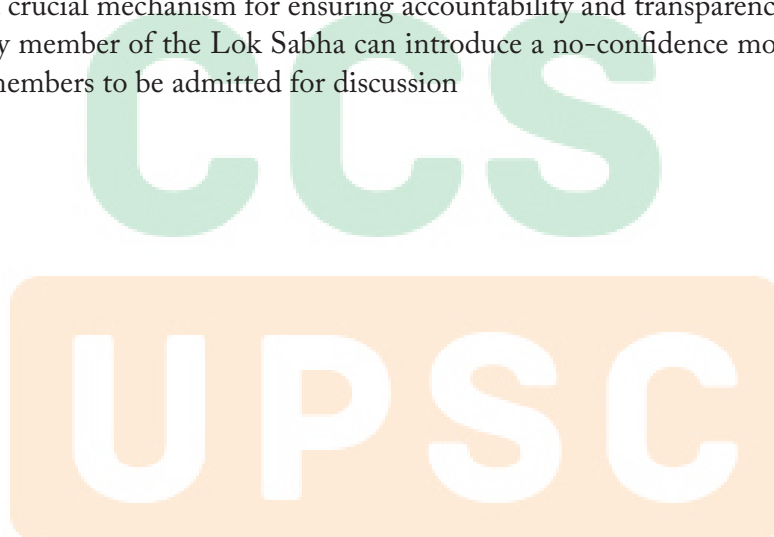 crucial mechanism for ensuring accountability and transparenc
y member of the Lok Sabha can introduce a no-confidence mo
members to be admitted for discussion
CCS
UPSC